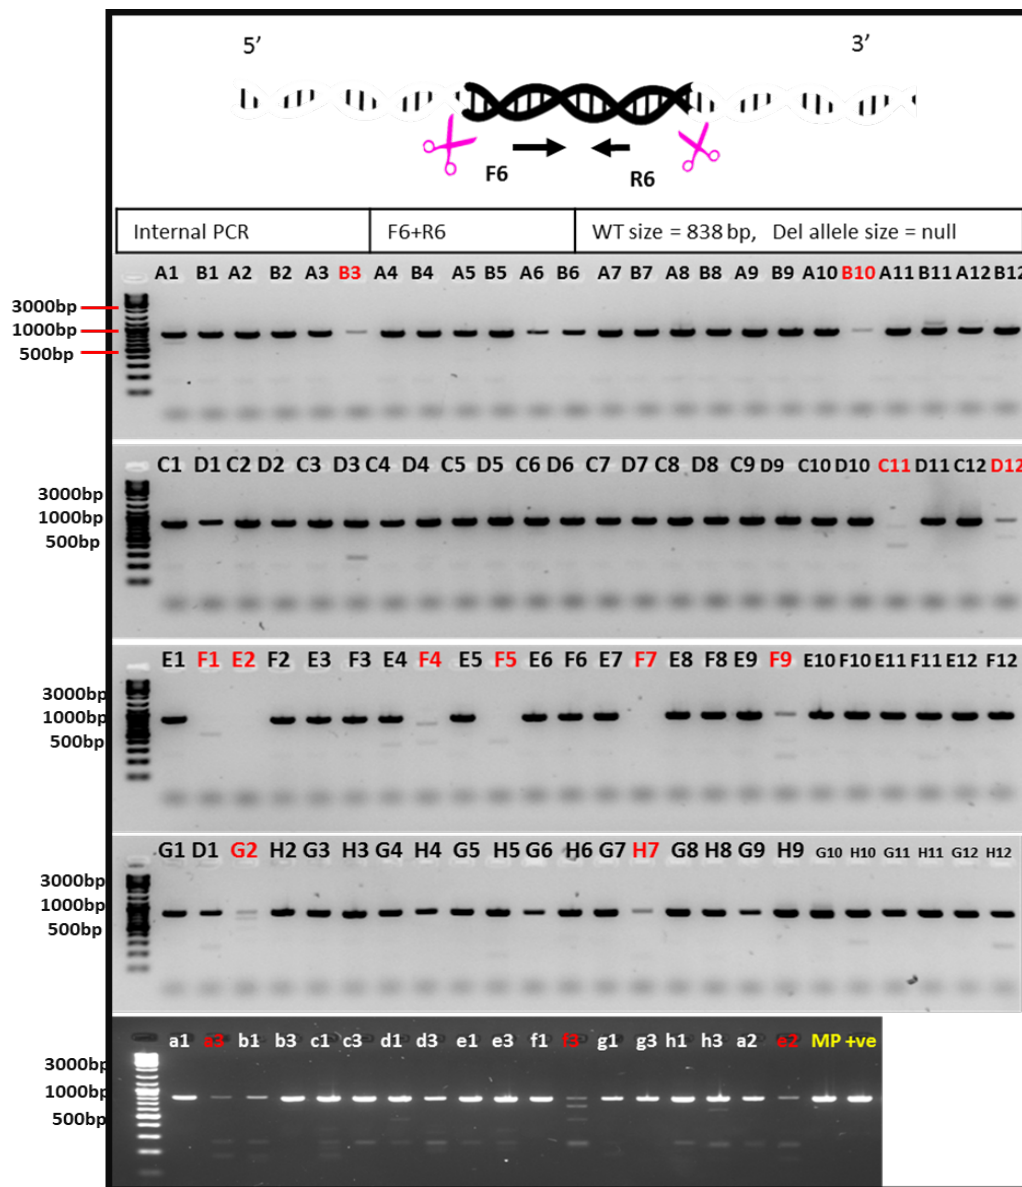 5’ 3’
F6 R6
Internal PCR F6+R6 WT size = 838 bp, Del allele size = null
A1 B1 A2 B2 A3 B3 A4 B4 A5 B5 A6 B6 A7 B7 A8 B8 A9 B9 A10 B10 A11 B11 A12 B12
3000bp
1000bp
500bp
C1 D1 C2 D2 C3 D3 C4 D4 C5 D5 C6 D6 C7 D7 C8 D8 C9 D9 C10 D10 C11 D11 C12 D12
3000bp
1000bp
500bp
E1 F1 E2 F2 E3 F3 E4 F4 E5 F5 E6 F6 E7 F7 E8 F8 E9 F9 E10 F10 E11 F11 E12 F12
3000bp
1000bp
500bp
G1 D1 G2 H2 G3 H3 G4 H4 G5 H5 G6 H6 G7 H7 G8 H8 G9 H9 G10 H10 G11 H11 G12 H12
3000bp
1000bp
500bp
a1 a3 b1 b3 c1 c3 d1 d3 e1 e3 f1 f3 g1 g3 h1 h3 a2 e2 MP +ve
3000bp
1000bp
500bp